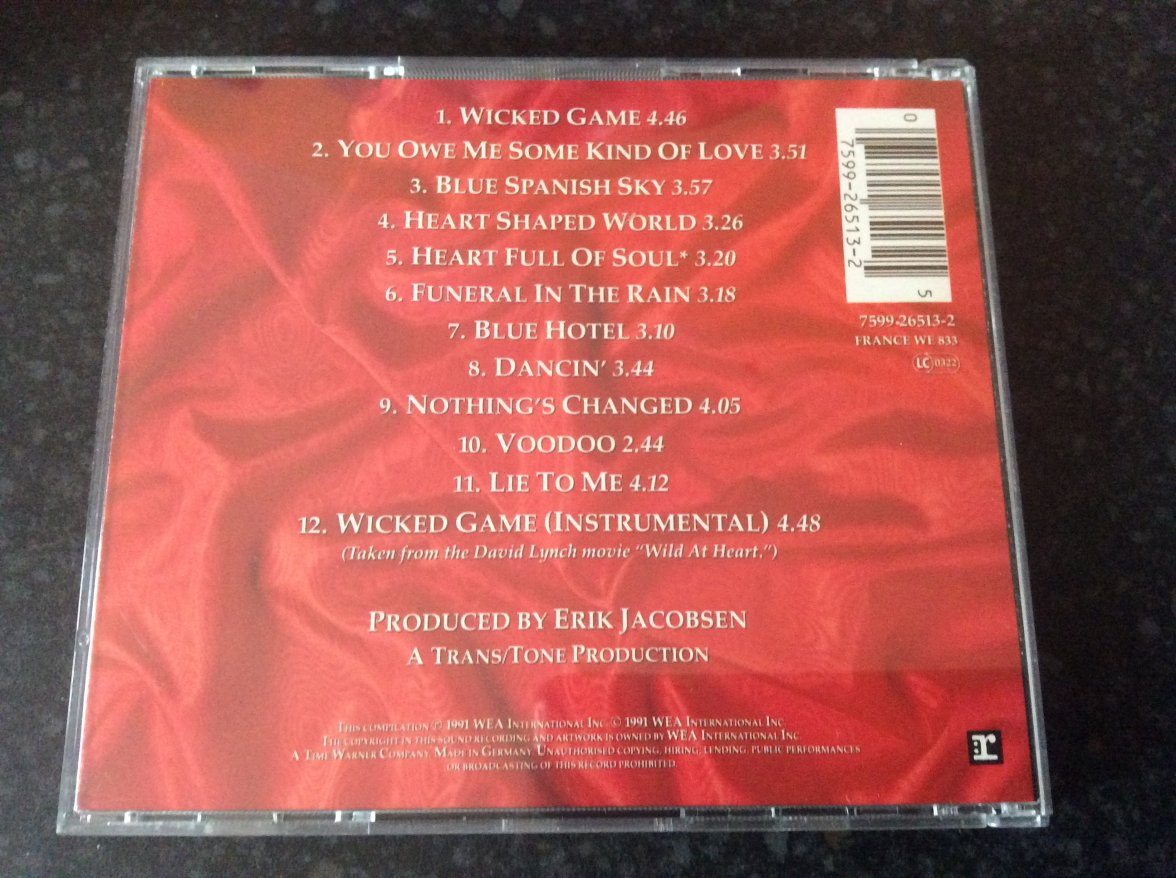 1. WICKED GAME 4.46
2. YOU OWE ME SOME KIND OF LOVE 3.51
3. BLUE SPANISH SKY 3.57
4. HEART SHAPED WORLD 3.26
5. HEART FULL OF SOUL* 3.20
6. FUNERAL IN THE RAIN 3.18
7. BLUE HOTEL 3.10
8. DANCIN' 3.44
9. NOTHING'S CHANGED 4.05
10. VOODOO 2.44
11. LIE TO ME 4.12
12. WICKED GAME (INSTRUMENTAL) 4.48
(Taken from the David Lynch movie "Wild At Heart.")
PRODUCED BY ERIK JACOBSEN
A TRANS/TONE PRODUCTION
THIS COMPILATION ℗ 1991 WEA INTERNATIONAL INC. © 1991 WEA INTERNATIONAL INC.
THE COPYRIGHT IN THIS SOUND RECORDING AND ARTWORK IS OWNED BY WEA INTERNATIONAL INC.
A TIME WARNER COMPANY. MADE IN GERMANY. UNAUTHORISED COPYING, HIRING, LENDING, PUBLIC PERFORMANCES
OR BROADCASTING OF THIS RECORD PROHIBITED.
0 7599-26513-2 5
7599-26513-2
FRANCE WE 833
LC 0322
:r